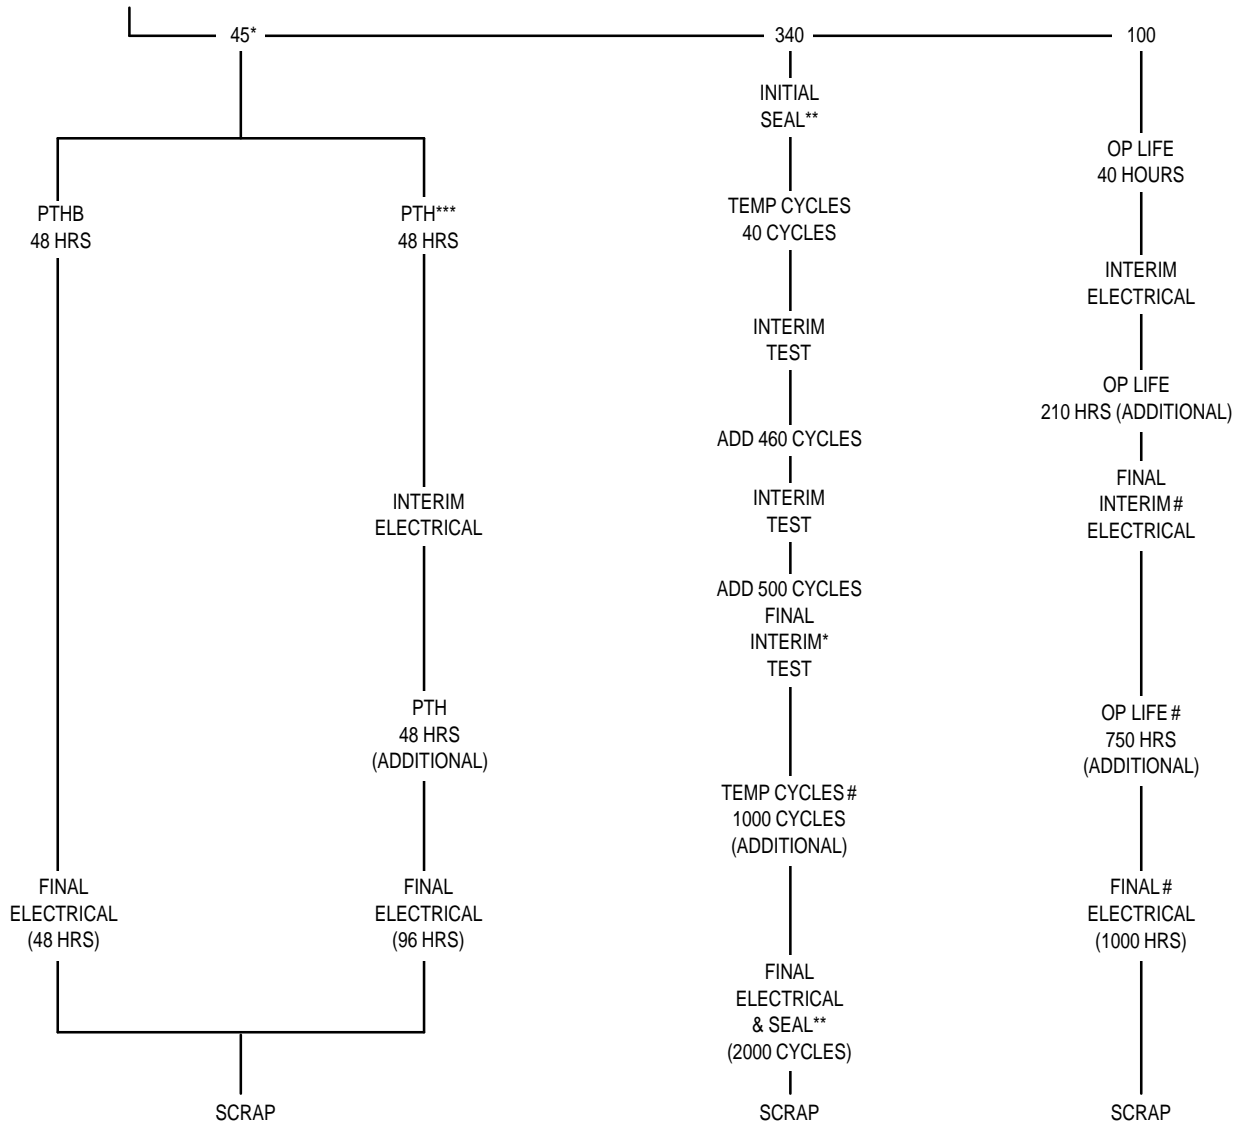 45*
340
100
PTHB
48 HRS
FINAL
ELECTRICAL
(48 HRS)
PTH***
48 HRS
INTERIM
ELECTRICAL
PTH
48 HRS
(ADDITIONAL)
FINAL
ELECTRICAL
(96 HRS)
SCRAP
INITIAL
SEAL**
TEMP CYCLES
40 CYCLES
INTERIM
TEST
ADD 460 CYCLES
INTERIM
TEST
ADD 500 CYCLES
FINAL
INTERIM*
TEST
TEMP CYCLES #
1000 CYCLES
(ADDITIONAL)
FINAL
ELECTRICAL
& SEAL**
(2000 CYCLES)
SCRAP
OP LIFE
40 HOURS
INTERIM
ELECTRICAL
OP LIFE
210 HRS (ADDITIONAL)
FINAL
INTERIM #
ELECTRICAL
OP LIFE #
750 HRS
(ADDITIONAL)
FINAL #
ELECTRICAL
(1000 HRS)
SCRAP